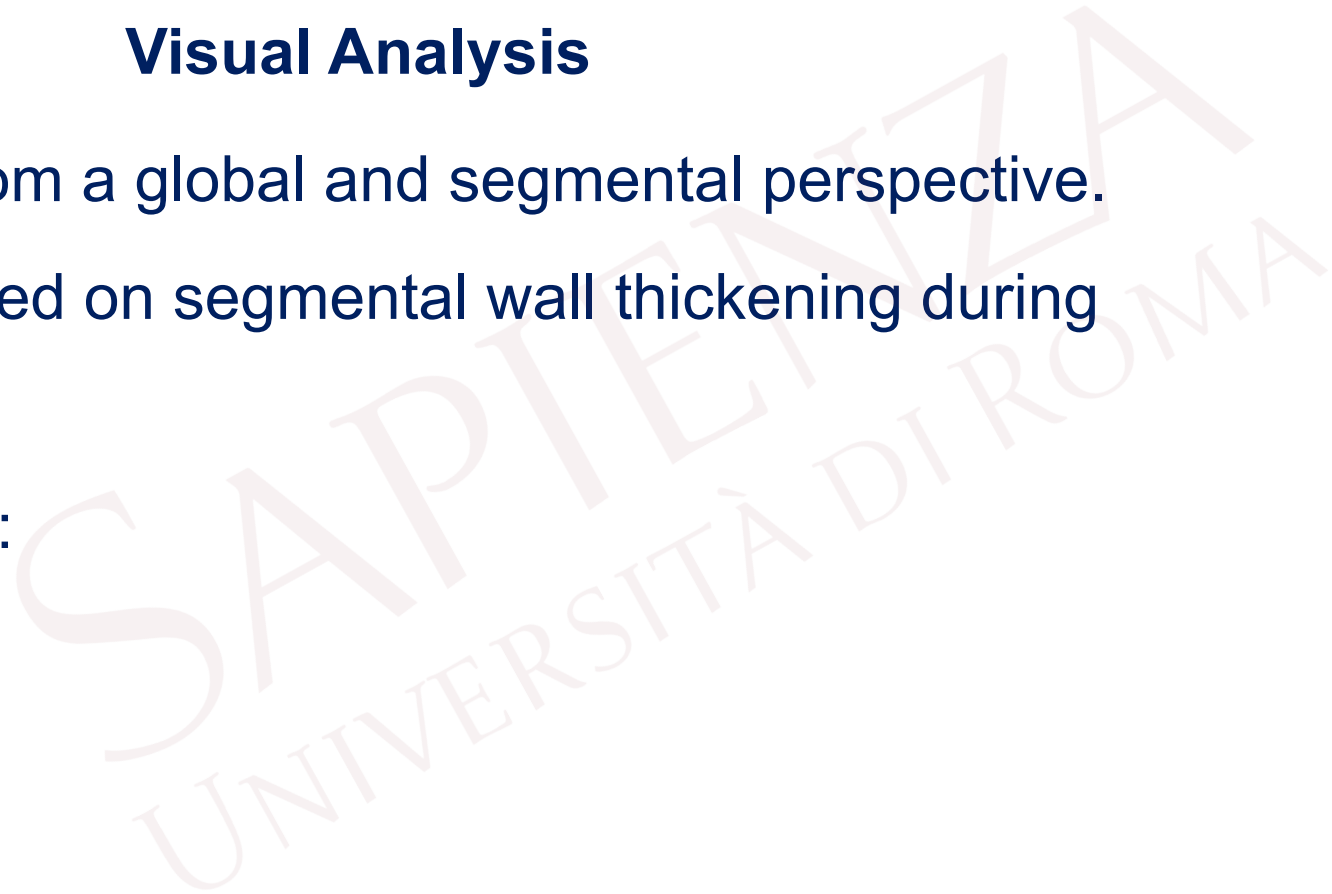 Visual Analysis
om a global and segmental perspective.
ed on segmental wall thickening during
:
SAPIENZA
UNIVERSITÀ DI ROMA